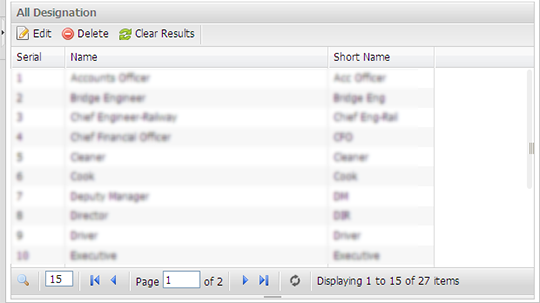 All Designation
Edit Delete Clear Results
Serial Name Short Name
1 Accounts Officer Acc Officer
2 Bridge Engineer Bridge Eng
3 Chief Engineer-Railway Chief Eng-Rail
4 Chief Financial Officer CFO
5 Cleaner Cleaner
6 Cook Cook
7 Deputy Manager DM
8 Director DIR
9 Driver Driver
10 Executive Executive
15 Page 1 of 2 Displaying 1 to 15 of 27 items